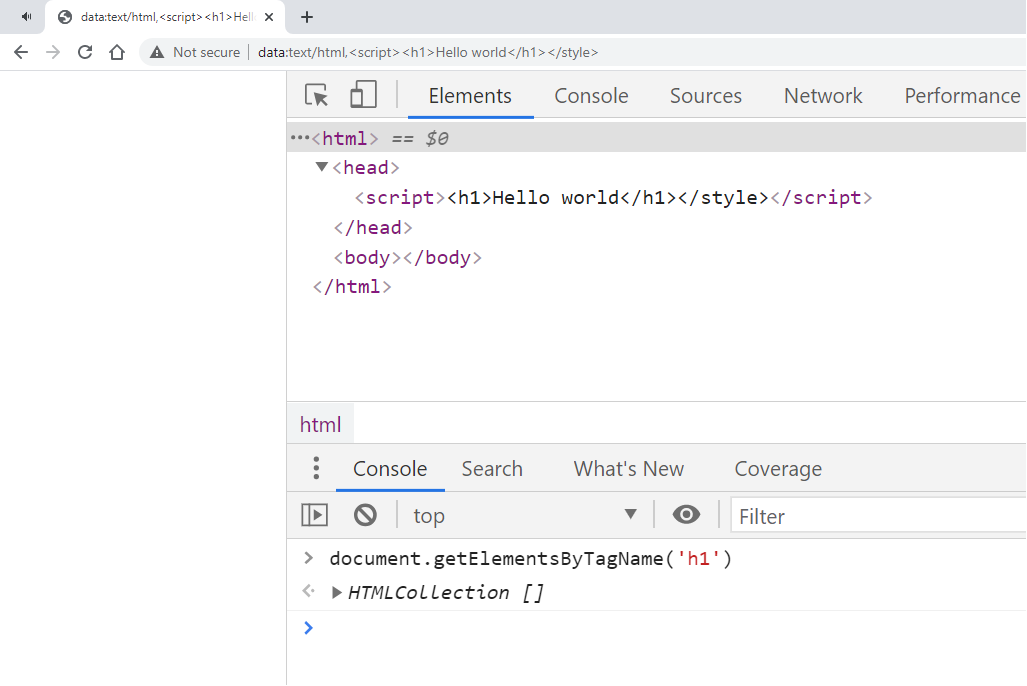 data:text/html,<script><h1>Hell
Not secure data:text/html,<script><h1>Hello world</h1></style>
Elements Console Sources Network Performance
<html> == $0
<head>
<script><h1>Hello world</h1></style></script>
</head>
<body></body>
</html>
html
Console Search What's New Coverage
top Filter
> document.getElementsByTagName('h1')
HTMLCollection []
>